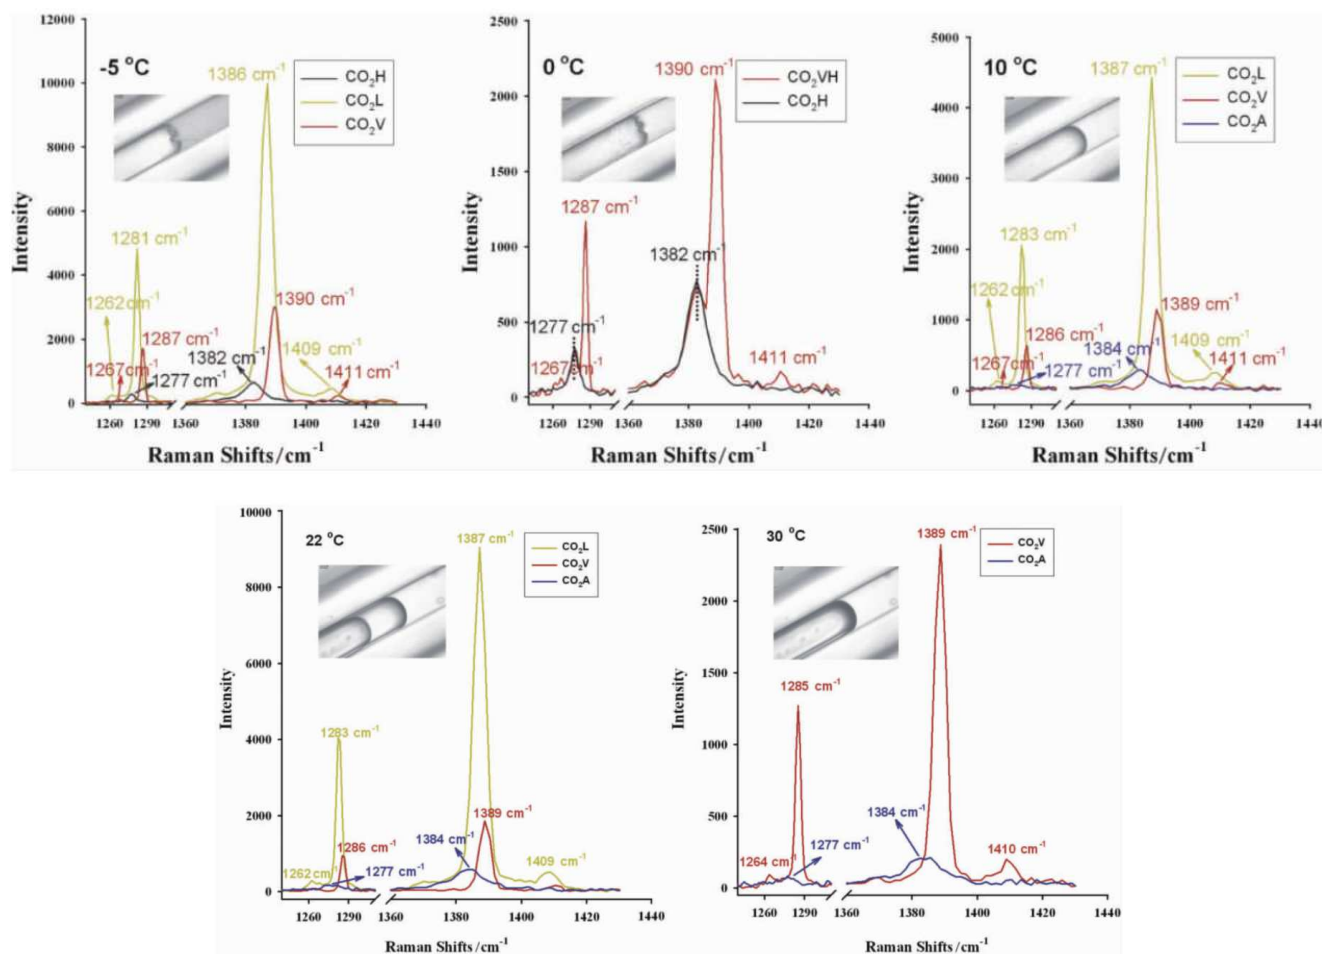 -5 °C
1386 cm⁻¹
CO₂H
CO₂L
CO₂V
1281 cm⁻¹
1262 cm⁻¹
1287 cm⁻¹
1267 cm⁻¹
1390 cm⁻¹
1382 cm⁻¹
1277 cm⁻¹
1409 cm⁻¹
1411 cm⁻¹
12000
10000
8000
6000
4000
2000
0
Intensity
1260 1290 1360 1380 1400 1420 1440
Raman Shifts/cm⁻¹
0 °C
1390 cm⁻¹
CO₂VH
CO₂H
1287 cm⁻¹
1382 cm⁻¹
1277 cm⁻¹
1267 cm⁻¹
1411 cm⁻¹
2500
2000
1500
1000
500
0
Intensity
1260 1290 1360 1380 1400 1420 1440
Raman Shifts/cm⁻¹
10 °C
1387 cm⁻¹
CO₂L
CO₂V
CO₂A
1283 cm⁻¹
1262 cm⁻¹
1286 cm⁻¹
1267 cm⁻¹
1277 cm⁻¹
1384 cm⁻¹
1389 cm⁻¹
1409 cm⁻¹
1411 cm⁻¹
5000
4000
3000
2000
1000
0
Intensity
1260 1290 1360 1380 1400 1420 1440
Raman Shifts/cm⁻¹
22 °C
1387 cm⁻¹
CO₂L
CO₂V
CO₂A
1283 cm⁻¹
1286 cm⁻¹
1262 cm⁻¹
1277 cm⁻¹
1384 cm⁻¹
1389 cm⁻¹
1409 cm⁻¹
10000
8000
6000
4000
2000
0
Intensity
1260 1290 1360 1380 1400 1420 1440
Raman Shifts/cm⁻¹
30 °C
1389 cm⁻¹
CO₂V
CO₂A
1285 cm⁻¹
1384 cm⁻¹
1264 cm⁻¹
1277 cm⁻¹
1410 cm⁻¹
2500
2000
1500
1000
500
0
Intensity
1260 1290 1360 1380 1400 1420 1440
Raman Shifts/cm⁻¹